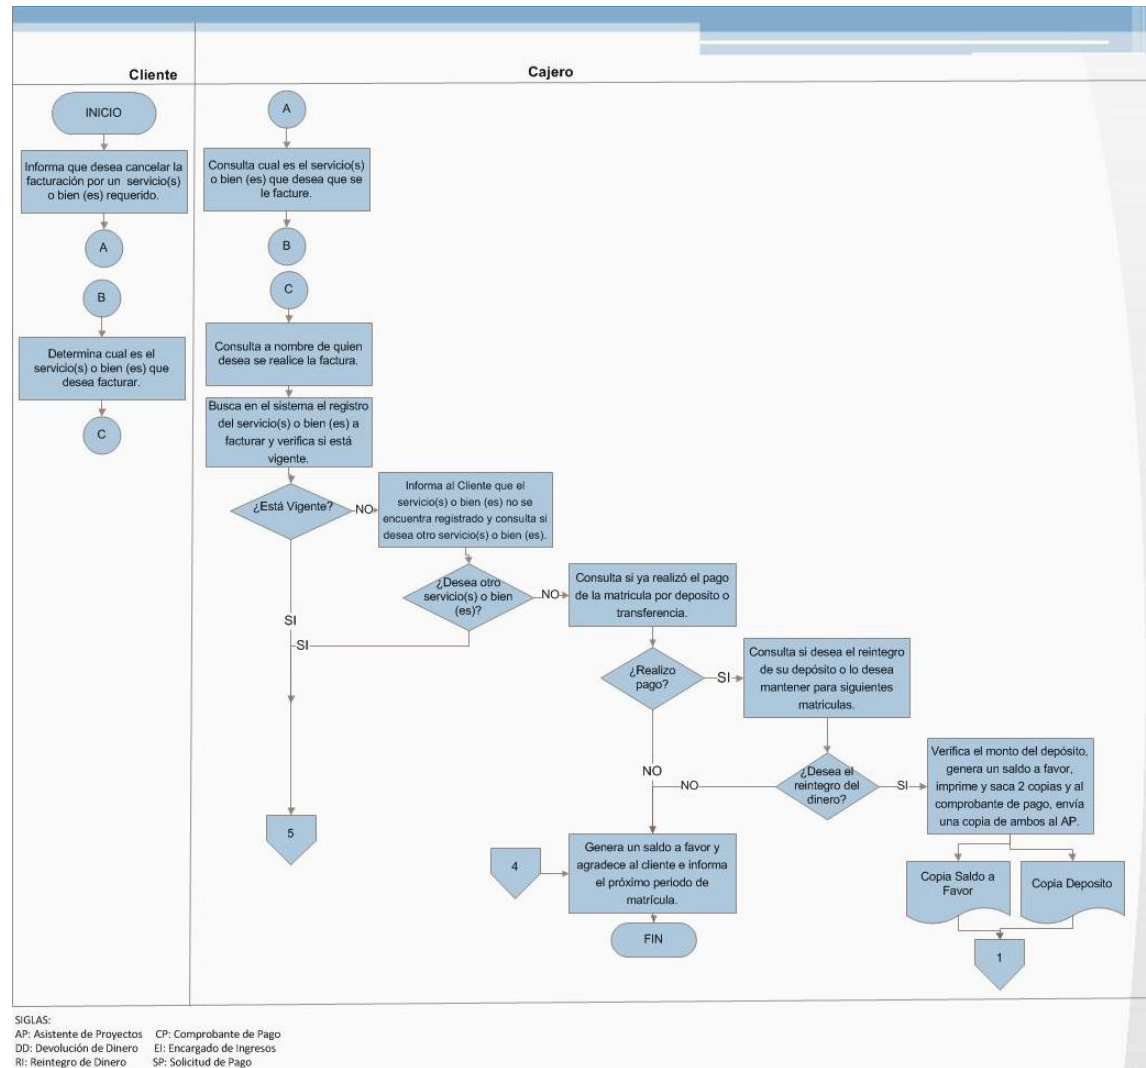 Cliente
Cajero
INICIO
Informa que desea cancelar la
facturación por un servicio(s)
o bien (es) requerido.
A
B
Determina cual es el
servicio(s) o bien (es) que
desea facturar.
C
A
Consulta cual es el servicio(s)
o bien (es) que desea que se
le facture.
B
C
Consulta a nombre de quien
desea se realice la factura.
Busca en el sistema el registro
del servicio(s) o bien (es) a
facturar y verifica si está
vigente.
¿Está Vigente?
NO
Informa al Cliente que el
servicio(s) o bien (es) no se
encuentra registrado y consulta si
desea otro servicio(s) o bien (es).
¿Desea otro
servicio(s) o bien
(es)?
NO
Consulta si ya realizó el pago
de la matricula por deposito o
transferencia.
SI
SI
¿Realizo
pago?
SI
Consulta si desea el reintegro
de su depósito o lo desea
mantener para siguientes
matriculas.
NO
NO
¿Desea el
reintegro del
dinero?
SI
Verifica el monto del depósito,
genera un saldo a favor,
imprime y saca 2 copias y al
comprobante de pago, envía
una copia de ambos al AP.
5
4
Genera un saldo a favor y
agradece al cliente e informa
el próximo periodo de
matrícula.
Copia Saldo a
Favor
Copia Deposito
FIN
1
SIGLAS:
AP: Asistente de Proyectos CP: Comprobante de Pago
DD: Devolución de Dinero EI: Encargado de Ingresos
RI: Reintegro de Dinero SP: Solicitud de Pago